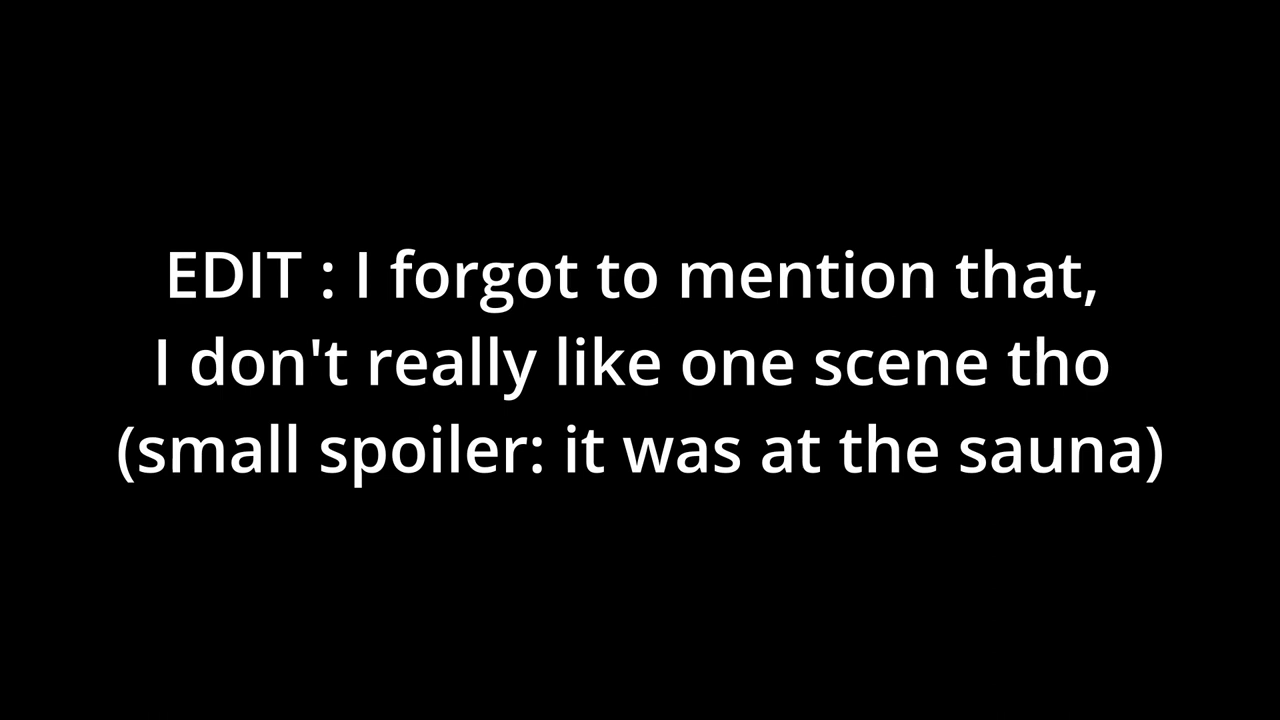 EDIT : I forgot to mention that,
I don't really like one scene tho
(small spoiler: it was at the sauna)